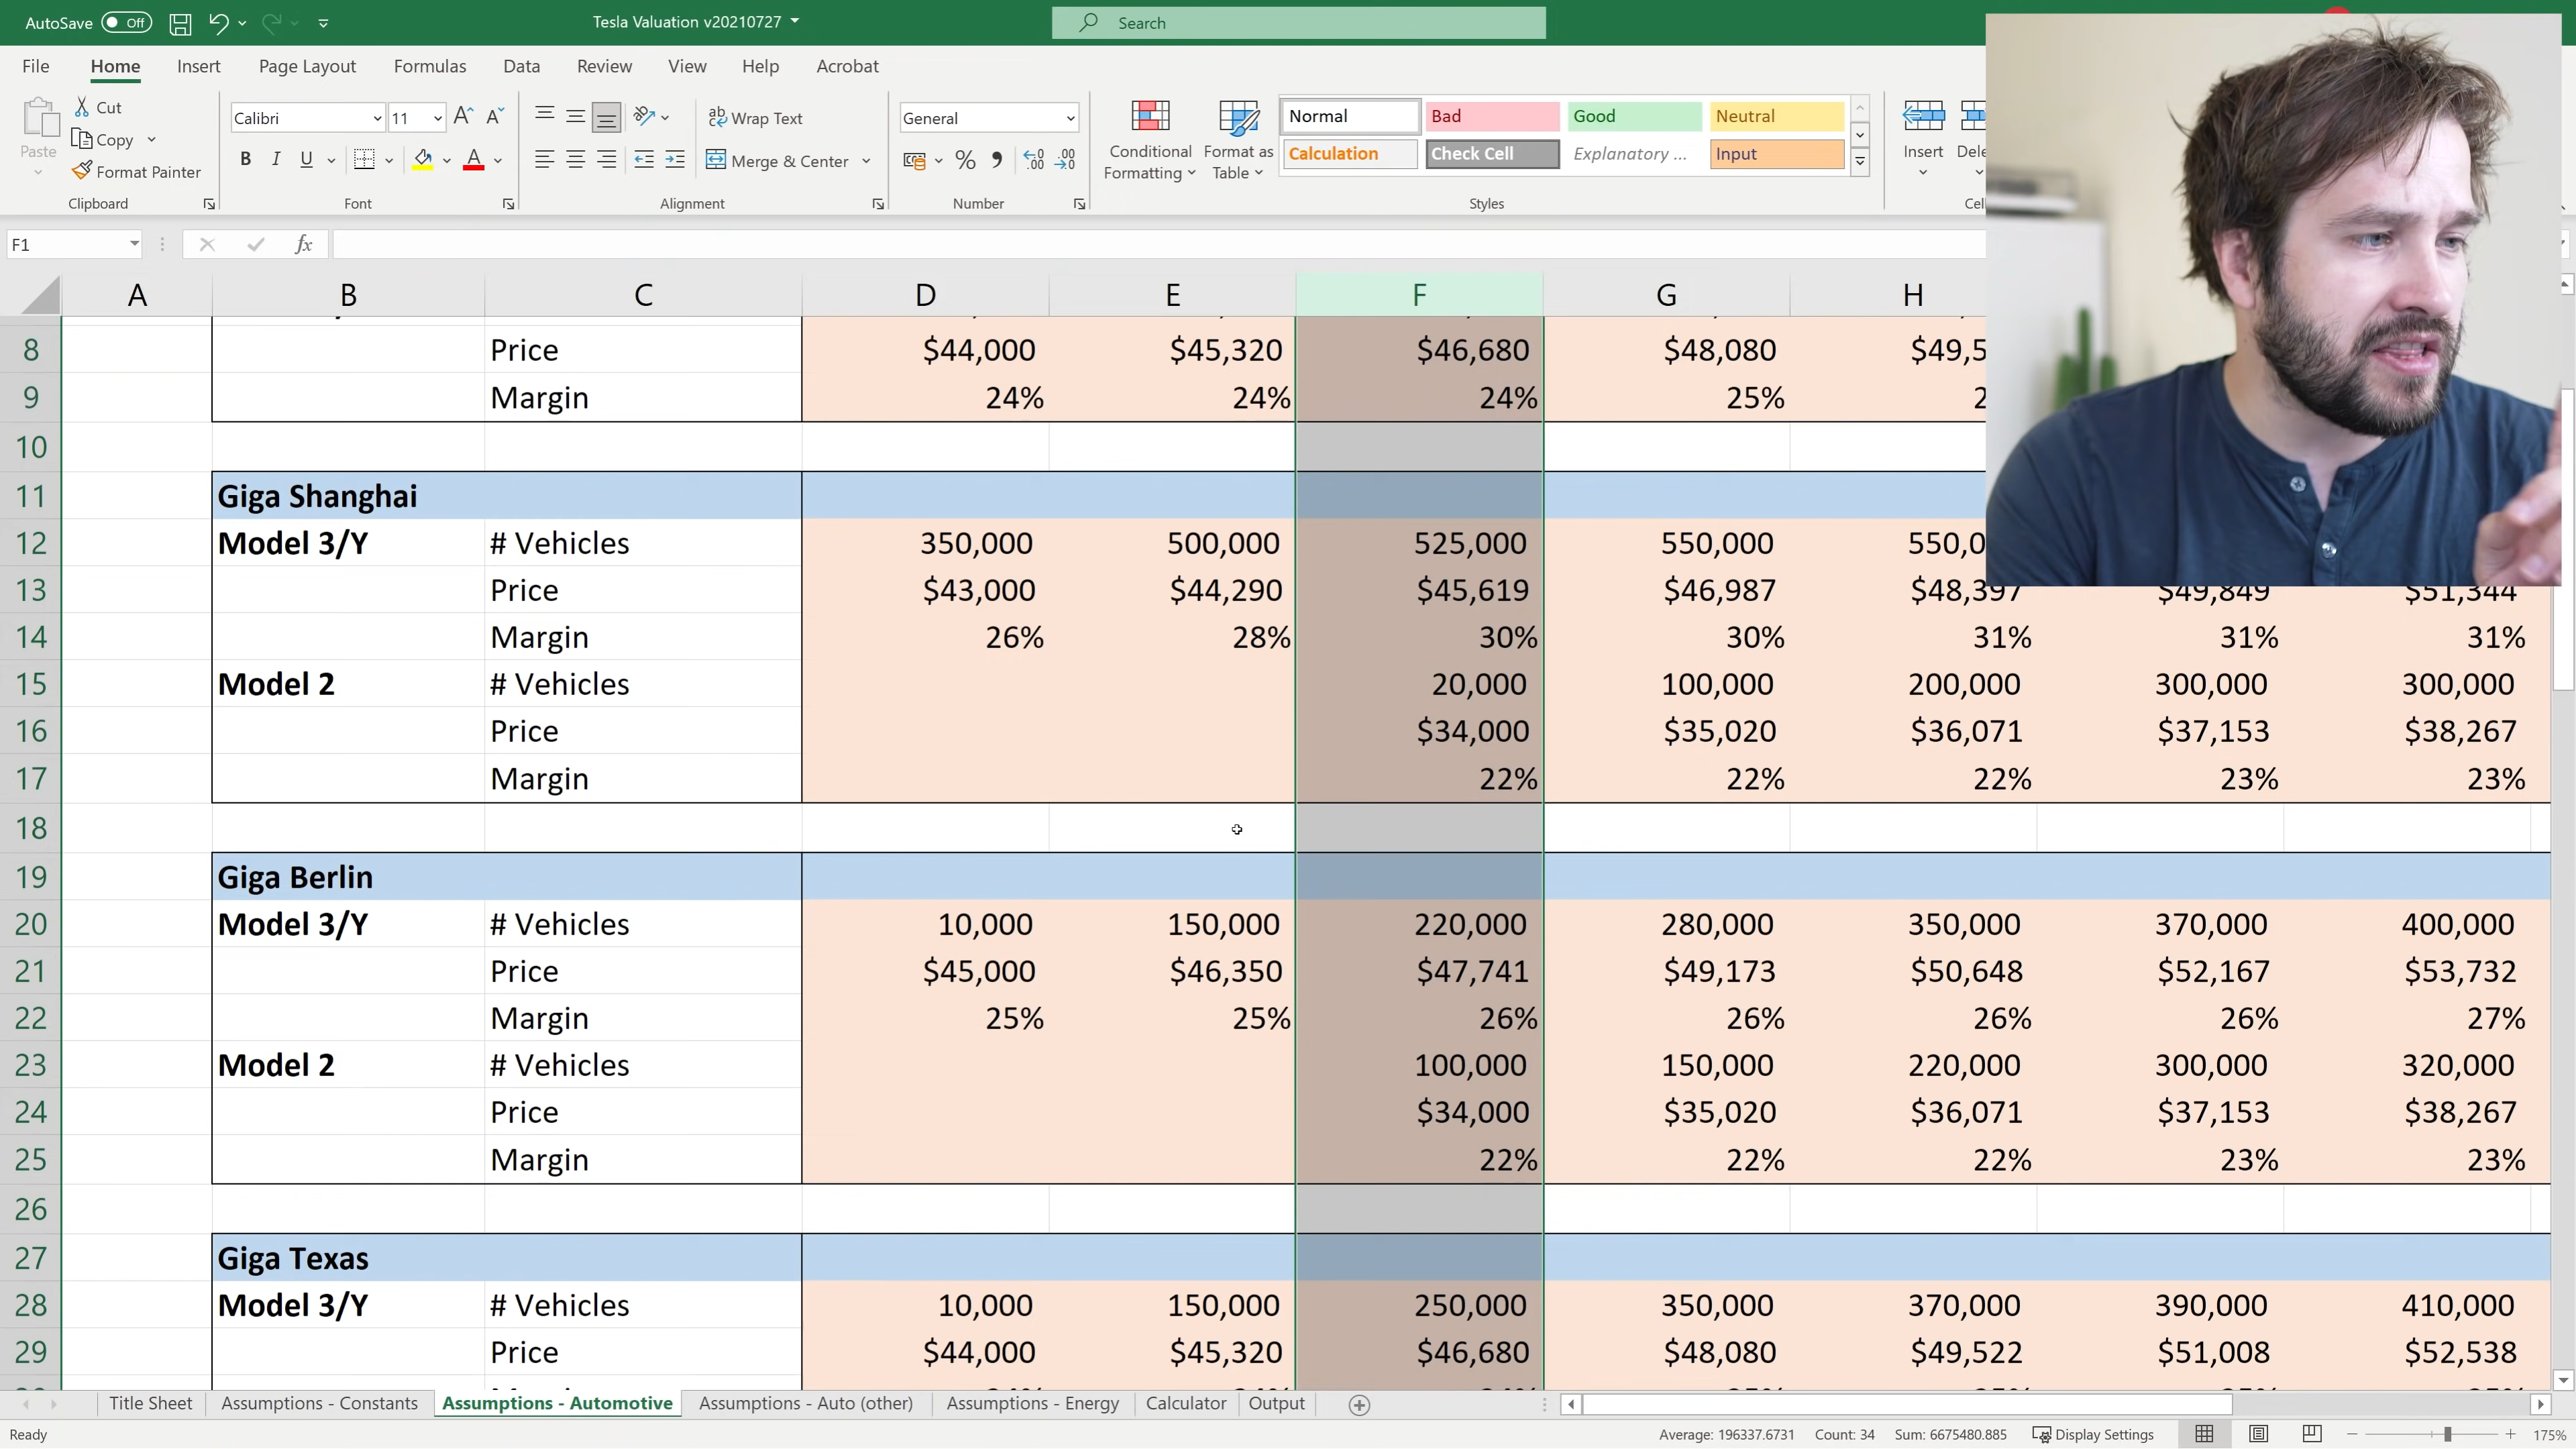 AutoSave Off Tesla Valuation v20210727 Search
File Home Insert Page Layout Formulas Data Review View Help Acrobat
Paste Cut Copy Format Painter Clipboard
Calibri 11 B I U A Font
Wrap Text Merge & Center Alignment
General % Number
Conditional Formatting Format as Table
Normal Bad Good Neutral
Calculation Check Cell Explanatory ... Input
Styles
Insert
F1 fx
A B C D E F G H
8 Price $44,000 $45,320 $46,680 $48,080
9 Margin 24% 24% 24% 25%
10
11 Giga Shanghai
12 Model 3/Y # Vehicles 350,000 500,000 525,000 550,000
13 Price $43,000 $44,290 $45,619 $46,987 $48,397 $49,849 $51,344
14 Margin 26% 28% 30% 30% 31% 31% 31%
15 Model 2 # Vehicles 20,000 100,000 200,000 300,000 300,000
16 Price $34,000 $35,020 $36,071 $37,153 $38,267
17 Margin 22% 22% 22% 23% 23%
18
19 Giga Berlin
20 Model 3/Y # Vehicles 10,000 150,000 220,000 280,000 350,000 370,000 400,000
21 Price $45,000 $46,350 $47,741 $49,173 $50,648 $52,167 $53,732
22 Margin 25% 25% 26% 26% 26% 26% 27%
23 Model 2 # Vehicles 100,000 150,000 220,000 300,000 320,000
24 Price $34,000 $35,020 $36,071 $37,153 $38,267
25 Margin 22% 22% 22% 23% 23%
26
27 Giga Texas
28 Model 3/Y # Vehicles 10,000 150,000 250,000 350,000 370,000 390,000 410,000
29 Price $44,000 $45,320 $46,680 $48,080 $49,522 $51,008 $52,538
Title Sheet Assumptions - Constants Assumptions - Automotive Assumptions - Auto (other) Assumptions - Energy Calculator Output
Ready Average: 196337.6731 Count: 34 Sum: 6675480.885 Display Settings 175%